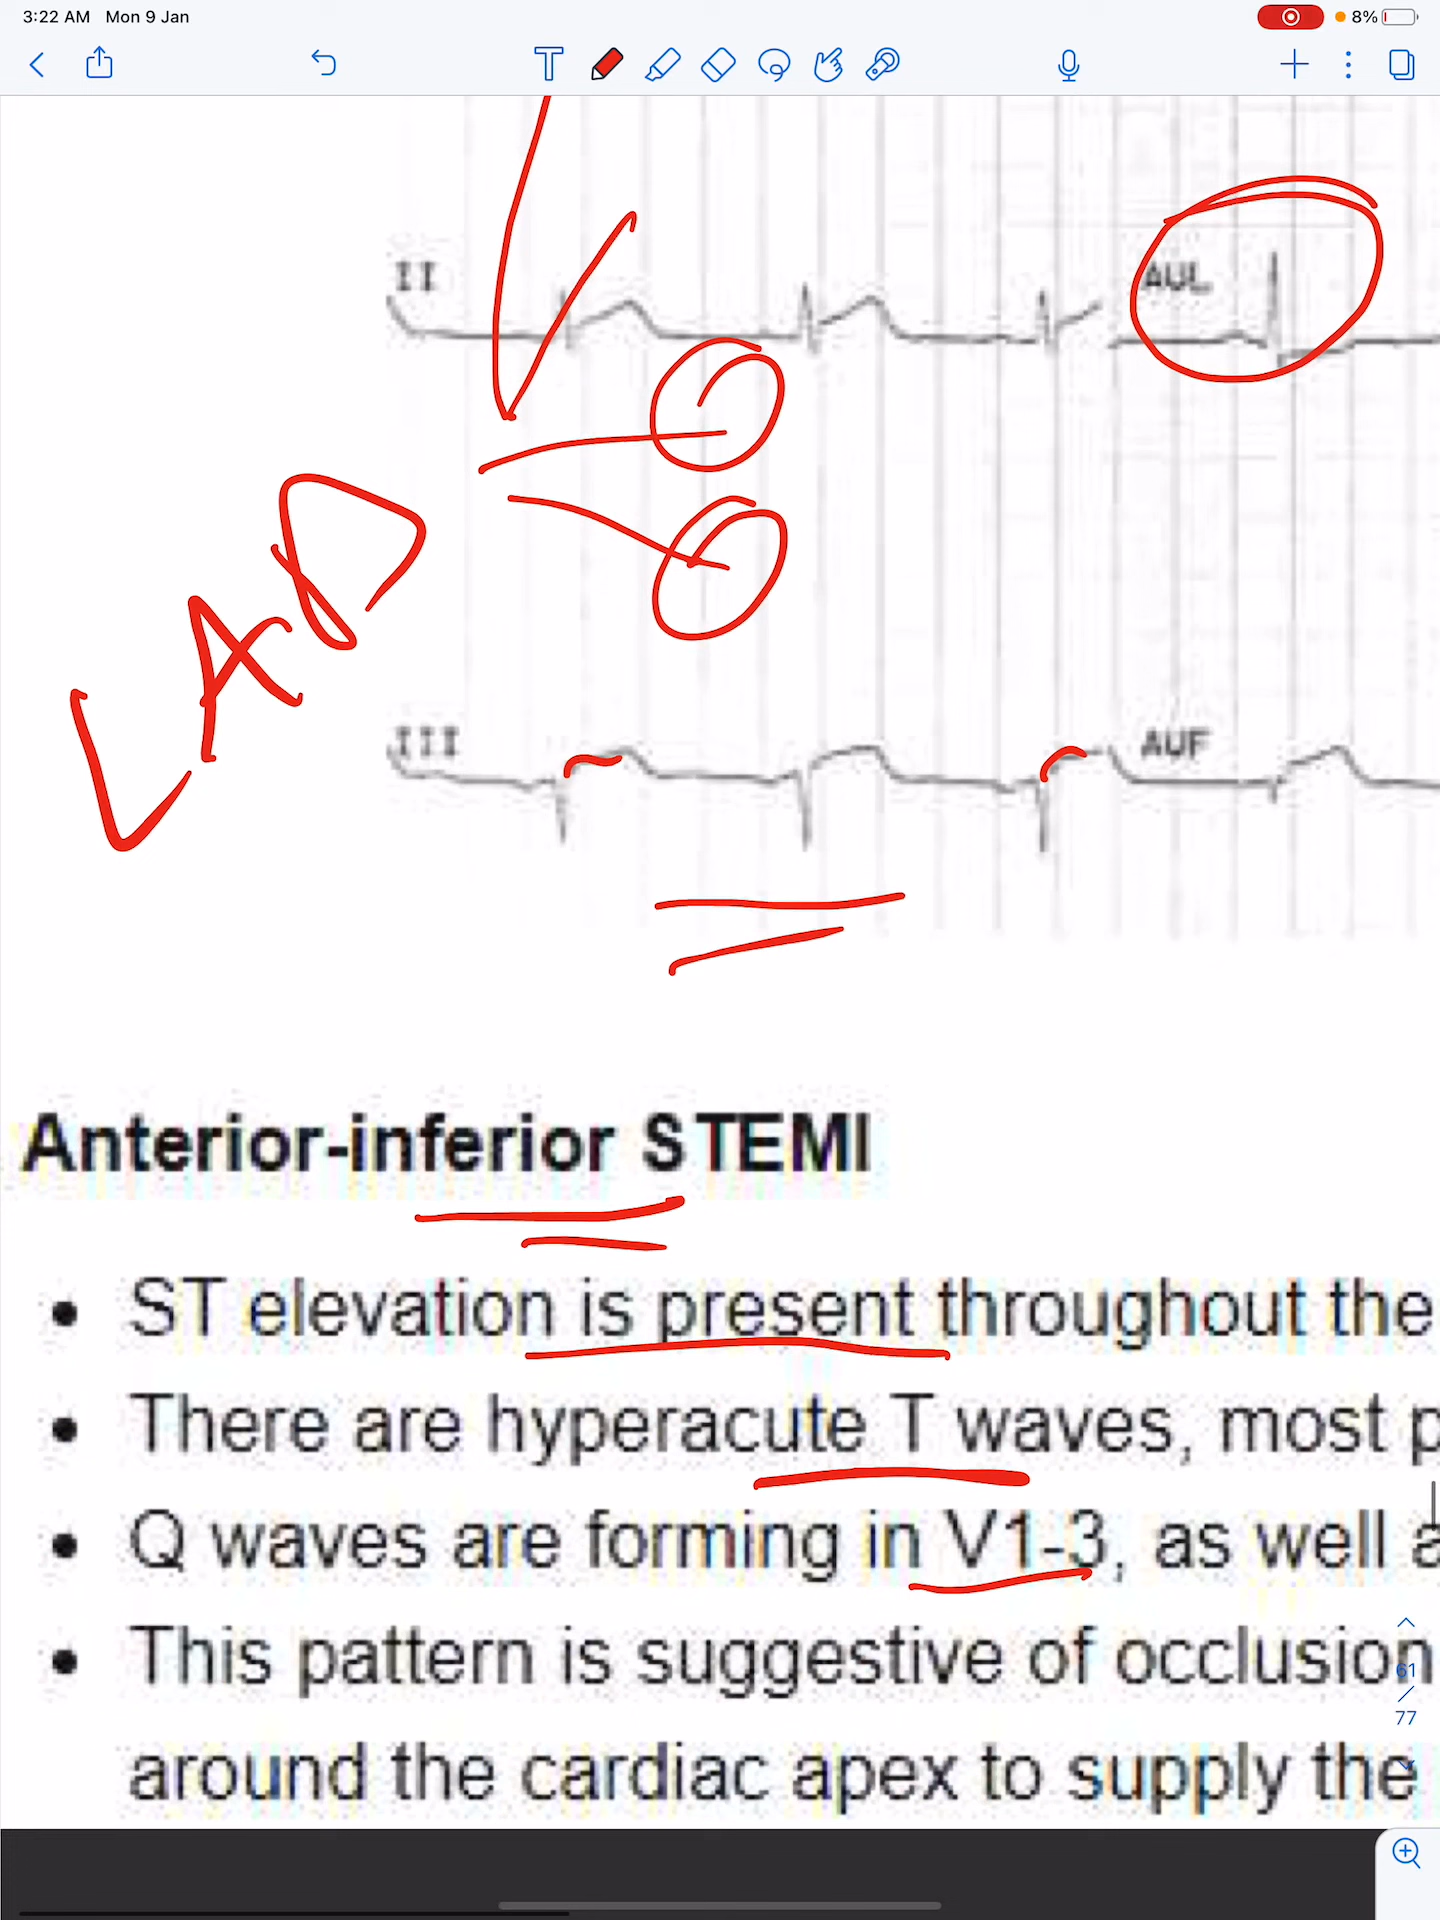 3:22 AM Mon 9 Jan
8%
T
II
AUL
LAD
III
AUF
Anterior-inferior STEMI
• ST elevation is present throughout the
• There are hyperacute T waves, most p
• Q waves are forming in V1-3, as well a
• This pattern is suggestive of occlusion
around the cardiac apex to supply the
61
/
77